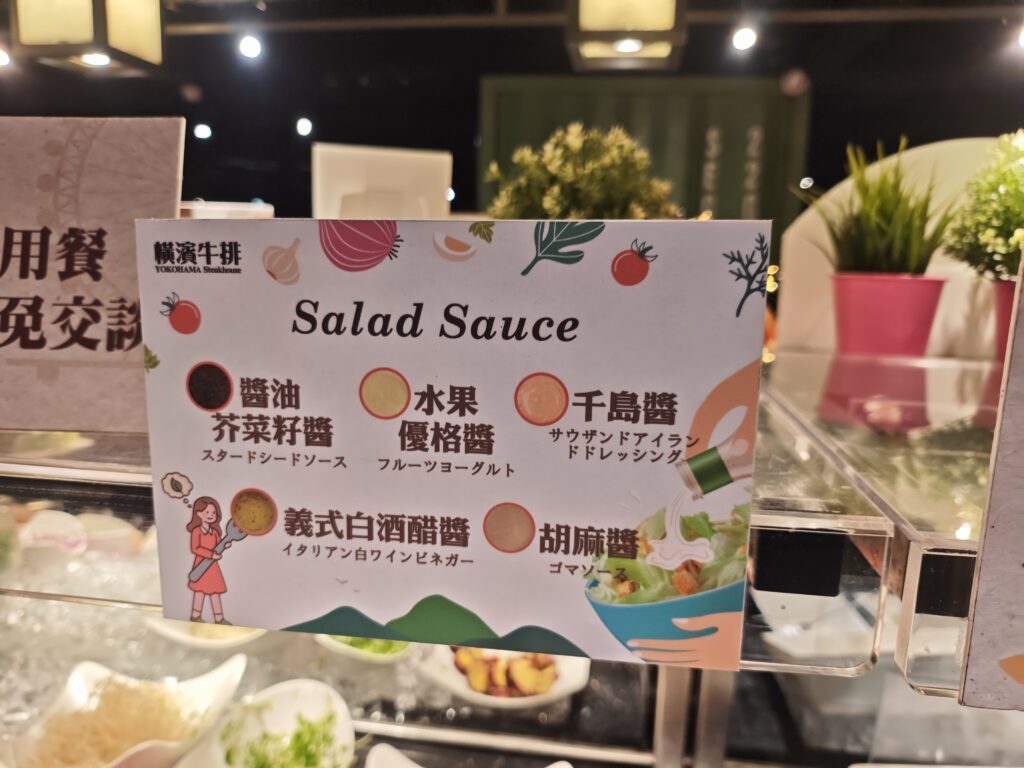 用餐
免交談
橫濱牛排
YOKOHAMA Steakhouse
Salad Sauce
醬油
芥菜籽醬
スタードシードソース
水果
優格醬
フルーツヨーグルト
千島醬
サウザンドアイラン
ドドレッシング
義式白酒醋醬
イタリアン白ワインビネガー
胡麻醬
ゴマソース